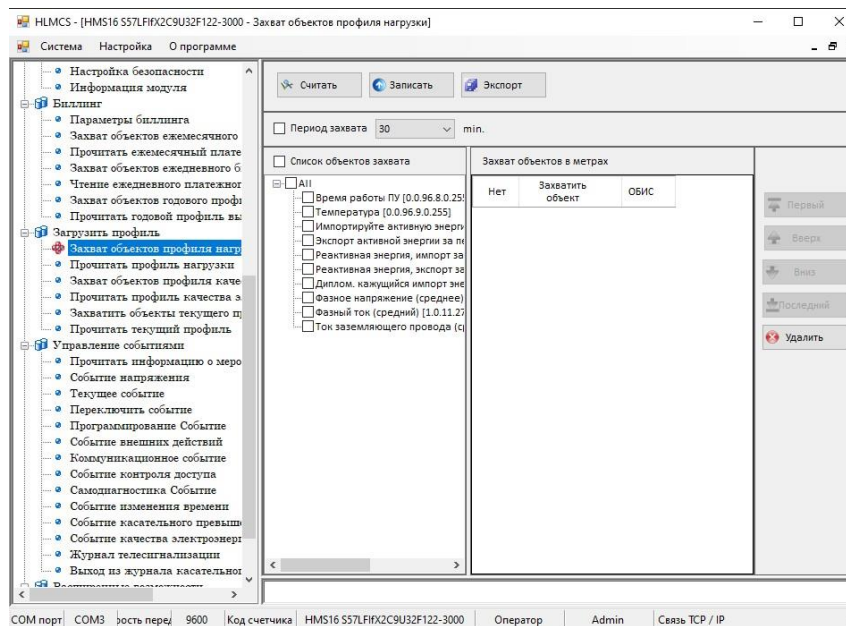 HLMCS - [HMS16 S57LFIfX2C9U32F122-3000 - Захват объектов профиля нагрузки]
Система Настройка О программе
Настройка безопасности
Информация модуля
Биллинг
Параметры биллинга
Захват объектов ежемесячного
Прочитать ежемесячный плате
Захват объектов ежедневного б
Чтение ежедневного платежног
Захват объектов годового профи
Прочитать годовой профиль вы
Загрузить профиль
Захват объектов профиля нагр
Прочитать профиль нагрузки
Захват объектов профиля каче
Прочитать профиль качества э
Захватить объекты текущего п
Прочитать текущий профиль
Управление событиями
Прочитать информацию о меро
Событие напряжения
Текущее событие
Переключить событие
Программирование Событие
Событие внешних действий
Коммуникационное событие
Событие контроля доступа
Самодиагностика Событие
Событие изменения времени
Событие касательного превыш
Событие качества электроэнерг
Журнал телесигнализации
Выход из журнала касательног
Считать Записать Экспорт
Период захвата 30 min.
Список объектов захвата
All
Время работы ПУ [0.0.96.8.0.255
Температура [0.0.96.9.0.255]
Импортируйте активную энерги
Экспорт активной энергии за пе
Реактивная энергия, импорт за
Реактивная энергия, экспорт за
Диплом. кажущийся импорт эне
Фазное напряжение (среднее)
Фазный ток (средний) [1.0.11.27
Ток заземляющего провода (с
Захват объектов в метрах
Нет Захватить объект ОБИС
Первый
Вверх
Вниз
Последний
Удалить
COM порт COM3 рость перед 9600 Код счетчика HMS16 S57LFIfX2C9U32F122-3000 Оператор Admin Связь TCP / IP